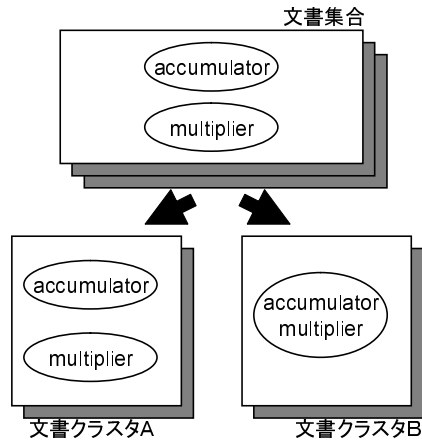 文書集合
accumulator
multiplier
accumulator
multiplier
文書クラスタA
accumulator
multiplier
文書クラスタB